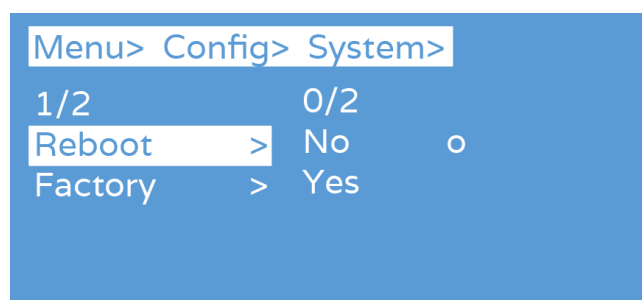 Menu> Config> System>
1/2 0/2
Reboot > No o
Factory > Yes